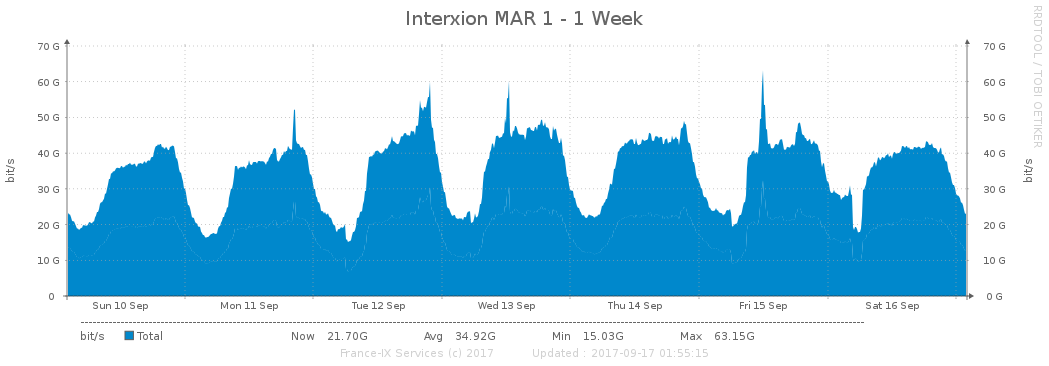 Interxion MAR 1 - 1 Week
RRDTOOL / TOBI OETIKER
bit/s
70 G 70 G
60 G 60 G
50 G 50 G
40 G 40 G
30 G 30 G
20 G 20 G
10 G 10 G
0 0 G
bit/s
Sun 10 Sep Mon 11 Sep Tue 12 Sep Wed 13 Sep Thu 14 Sep Fri 15 Sep Sat 16 Sep
bit/s Total Now 21.70G Avg 34.92G Min 15.03G Max 63.15G
France-IX Services (c) 2017 Updated : 2017-09-17 01:55:15